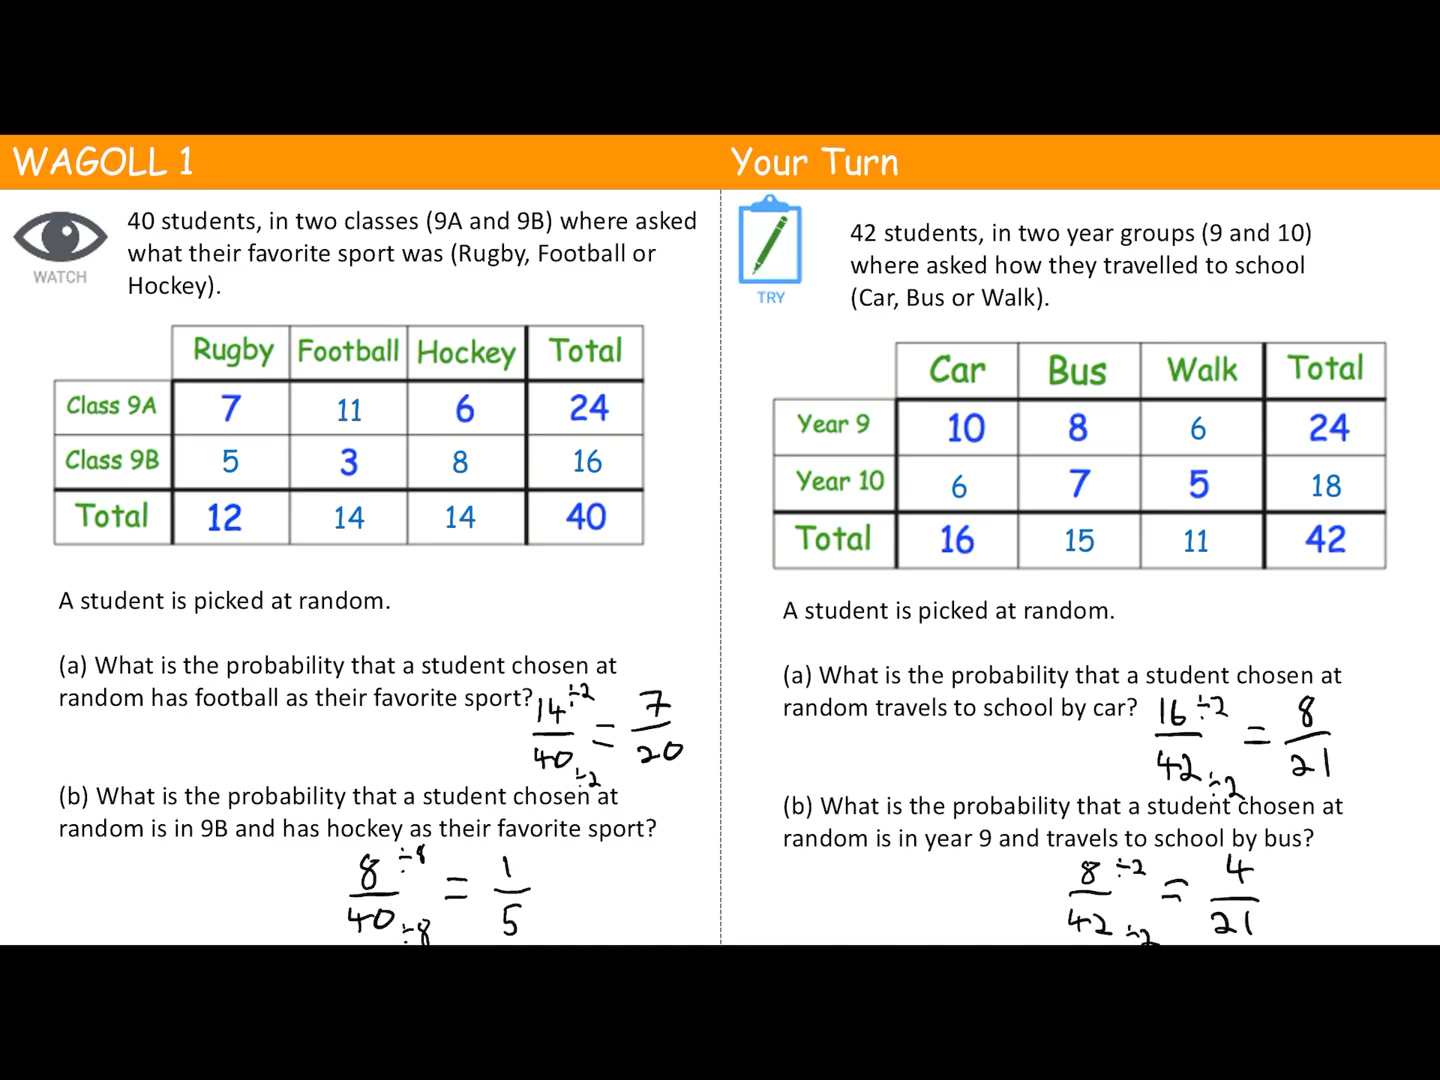 WAGOLL 1
WATCH
40 students, in two classes (9A and 9B) where asked
what their favorite sport was (Rugby, Football or
Hockey).
Rugby Football Hockey Total
Class 9A 7 11 6 24
Class 9B 5 3 8 16
Total 12 14 14 40
A student is picked at random.
(a) What is the probability that a student chosen at
random has football as their favorite sport?
14 ÷2 = 7
40 ÷2 20
(b) What is the probability that a student chosen at
random is in 9B and has hockey as their favorite sport?
8 ÷8 = 1
40 ÷8 5
Your Turn
TRY
42 students, in two year groups (9 and 10)
where asked how they travelled to school
(Car, Bus or Walk).
Car Bus Walk Total
Year 9 10 8 6 24
Year 10 6 7 5 18
Total 16 15 11 42
A student is picked at random.
(a) What is the probability that a student chosen at
random travels to school by car?
16 ÷2 = 8
42 ÷2 21
(b) What is the probability that a student chosen at
random is in year 9 and travels to school by bus?
8 ÷2 = 4
42 ÷2 21